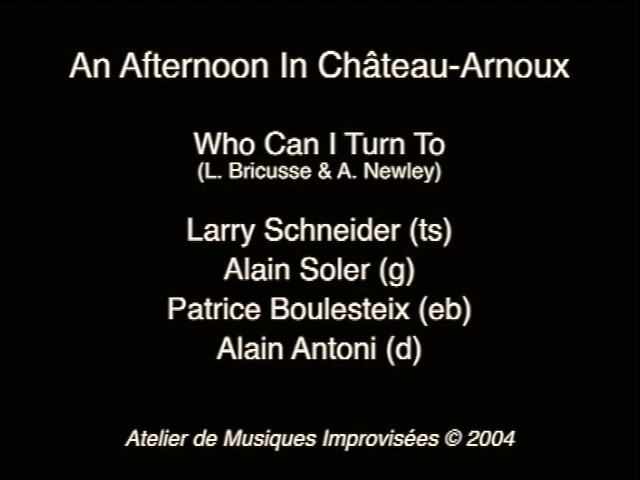 An Afternoon In Château-Arnoux
Who Can I Turn To
(L. Bricusse & A. Newley)
Larry Schneider (ts)
Alain Soler (g)
Patrice Boulesteix (eb)
Alain Antoni (d)
Atelier de Musiques Improvisées © 2004